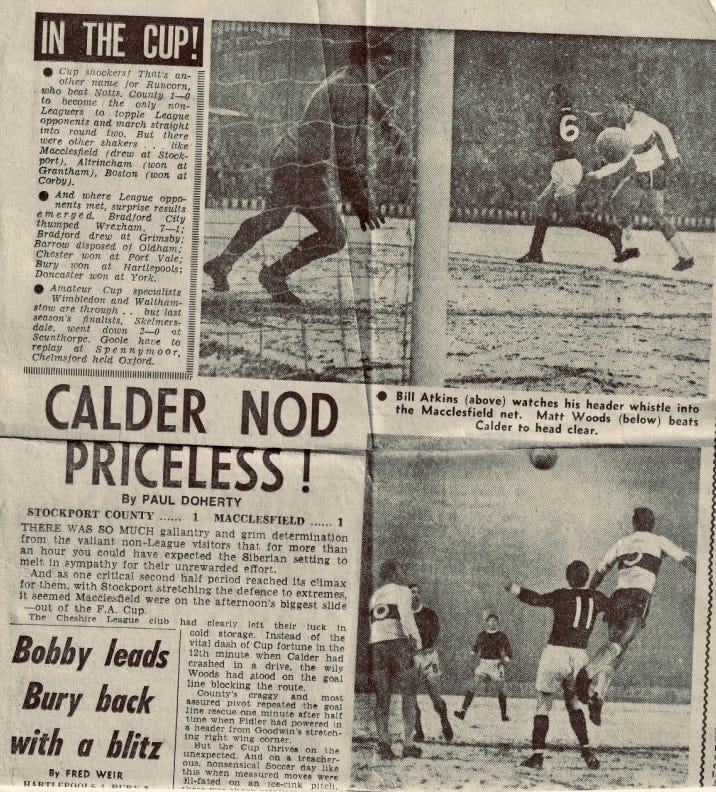 IN THE CUP!
● Cup shockers! That's an-
other name for Runcorn,
who beat Notts. County 1—0
to become the only non-
Leaguers to topple League
opponents and march straight
into round two. But there
were other shakers . . like
Macclesfield (drew at Stock-
port), Altrincham (won at
Grantham), Boston (won at
Corby).
● And where League oppo-
nents met, surprise results
emerged. Bradford City
thumped Wrexham, 7—1;
Bradford drew at Grimsby;
Barrow disposed of Oldham;
Chester won at Port Vale;
Bury won at Hartlepools;
Doncaster won at York.
● Amateur Cup specialists
Wimbledon and Waltham-
stow are through . . but last
season's finalists, Skelmers-
dale, went down 2—0 at
Scunthorpe. Goole have to
replay at Spennymoor,
Chelmsford held Oxford.
6
● Bill Atkins (above) watches his header whistle into
the Macclesfield net. Matt Woods (below) beats
Calder to head clear.
CALDER NOD
PRICELESS !
By PAUL DOHERTY
STOCKPORT COUNTY ...... 1 MACCLESFIELD ...... 1
THERE WAS SO MUCH gallantry and grim determination
from the valiant non-League visitors that for more than
an hour you could have expected the Siberian setting to
melt in sympathy for their unrewarded effort.
And as one critical second half period reached its climax
for them, with Stockport stretching the defence to extremes,
it seemed Macclesfield were on the afternoon's biggest slide
—out of the F.A. Cup.
The Cheshire League club had clearly left their luck in
cold storage. Instead of the
vital dash of Cup fortune in the
12th minute when Calder had
crashed in a drive, the wily
Woods had stood on the goal
line blocking the route.
County's craggy and most
assured pivot repeated the goal
line rescue one minute after half
time when Fidler had powered in
a header from Goodwin's stretch-
ing right wing corner.
But the Cup thrives on the
unexpected. And on a treacher-
ous, nonsensical Soccer day like
this when measured moves were
ill-fated on an ice-rink pitch,
Bobby leads
Bury back
with a blitz
By FRED WEIR
HARTLEPOOLS 2 BURY 3
11